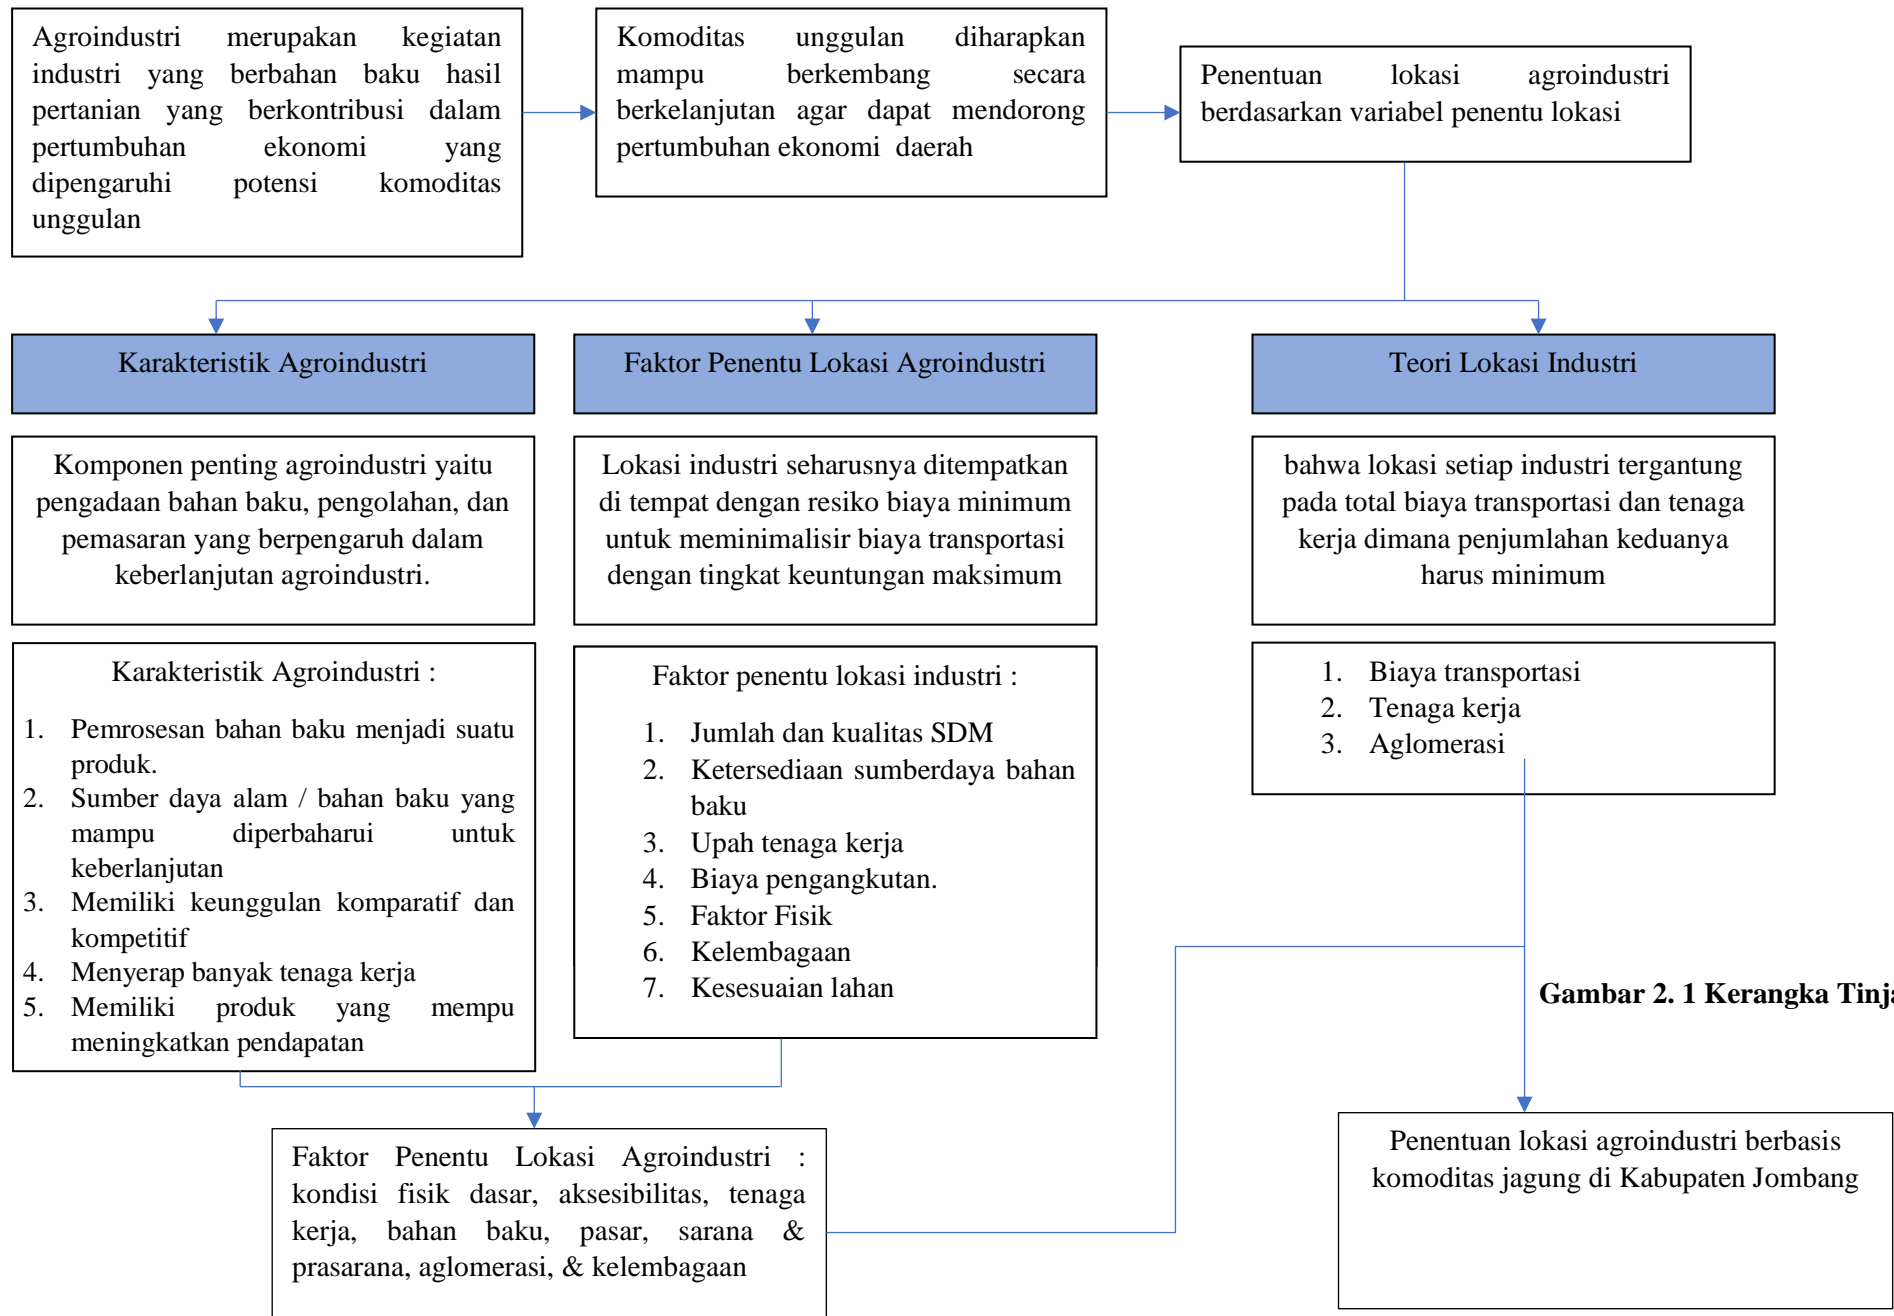 Agroindustri merupakan kegiatan
industri yang berbahan baku hasil
pertanian yang berkontribusi dalam
pertumbuhan ekonomi yang
dipengaruhi potensi komoditas
unggulan
Komoditas unggulan diharapkan
mampu berkembang secara
berkelanjutan agar dapat mendorong
pertumbuhan ekonomi daerah
Penentuan lokasi agroindustri
berdasarkan variabel penentu lokasi
Karakteristik Agroindustri
Faktor Penentu Lokasi Agroindustri
Teori Lokasi Industri
Komponen penting agroindustri yaitu
pengadaan bahan baku, pengolahan, dan
pemasaran yang berpengaruh dalam
keberlanjutan agroindustri.
Lokasi industri seharusnya ditempatkan
di tempat dengan resiko biaya minimum
untuk meminimalisir biaya transportasi
dengan tingkat keuntungan maksimum
bahwa lokasi setiap industri tergantung
pada total biaya transportasi dan tenaga
kerja dimana penjumlahan keduanya
harus minimum
Karakteristik Agroindustri :
1. Pemrosesan bahan baku menjadi suatu
produk.
2. Sumber daya alam / bahan baku yang
mampu diperbaharui untuk
keberlanjutan
3. Memiliki keunggulan komparatif dan
kompetitif
4. Menyerap banyak tenaga kerja
5. Memiliki produk yang mempu
meningkatkan pendapatan
Faktor penentu lokasi industri :
1. Jumlah dan kualitas SDM
2. Ketersediaan sumberdaya bahan
baku
3. Upah tenaga kerja
4. Biaya pengangkutan.
5. Faktor Fisik
6. Kelembagaan
7. Kesesuaian lahan
1. Biaya transportasi
2. Tenaga kerja
3. Aglomerasi
Gambar 2. 1 Kerangka Tinja
Faktor Penentu Lokasi Agroindustri :
kondisi fisik dasar, aksesibilitas, tenaga
kerja, bahan baku, pasar, sarana &
prasarana, aglomerasi, & kelembagaan
Penentuan lokasi agroindustri berbasis
komoditas jagung di Kabupaten Jombang